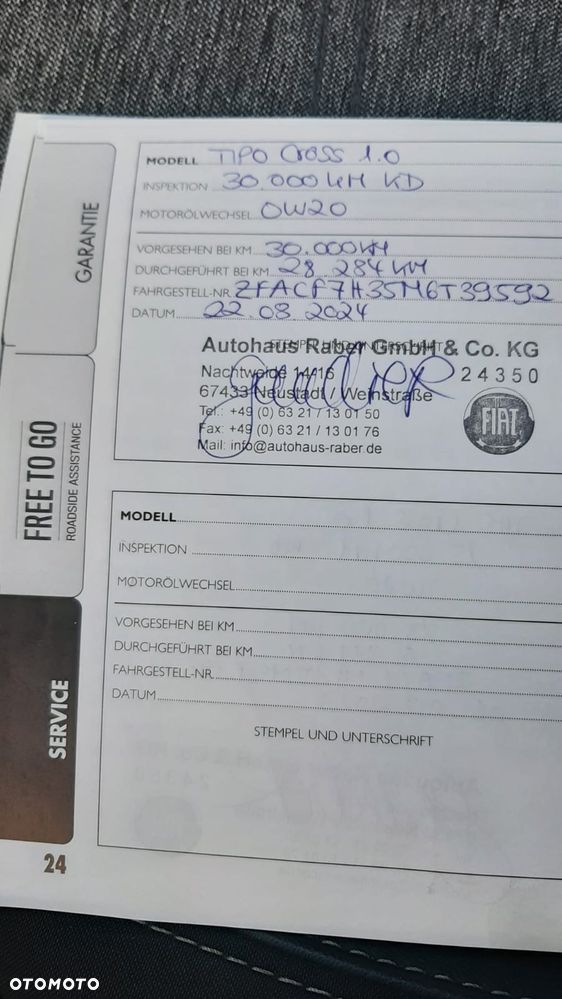 GARANTIE
FREE TO GO
ROADSIDE ASSISTANCE
SERVICE
24
MODELL TIPO Cross 1.0
INSPEKTION 30.000 KM KD
MOTORÖLWECHSEL 0W20
VORGESEHEN BEI KM 30.000 KM
DURCHGEFÜHRT BEI KM 28.284 KM
FAHRGESTELL-NR. ZFACF7H35M6T39592
DATUM 22.08.2024
STEMPEL UND UNTERSCHRIFT
Autohaus Raber GmbH & Co. KG
Nachtweide 14/16 24350
67433 Neustadt / Weinstraße
Tel.: +49 (0) 63 21 / 13 01 50
Fax: +49 (0) 63 21 / 13 01 76
Mail: info@autohaus-raber.de
FIAT
MODELL
INSPEKTION
MOTORÖLWECHSEL
VORGESEHEN BEI KM
DURCHGEFÜHRT BEI KM
FAHRGESTELL-NR.
DATUM
STEMPEL UND UNTERSCHRIFT
OTOMOTO